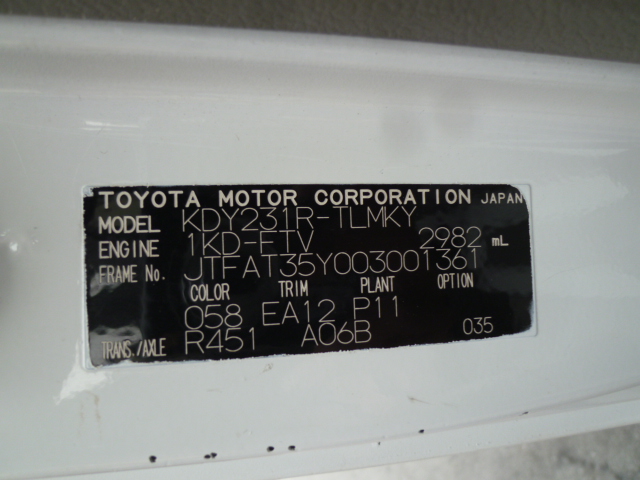 TOYOTA MOTOR CORPORATION JAPAN
MODEL KDY231R-TLMKY
ENGINE 1KD-FTV 2982 mL
FRAME No. JTFAT35Y003001361
COLOR TRIM PLANT OPTION
058 EA12 P11
TRANS./AXLE R451 A06B 035